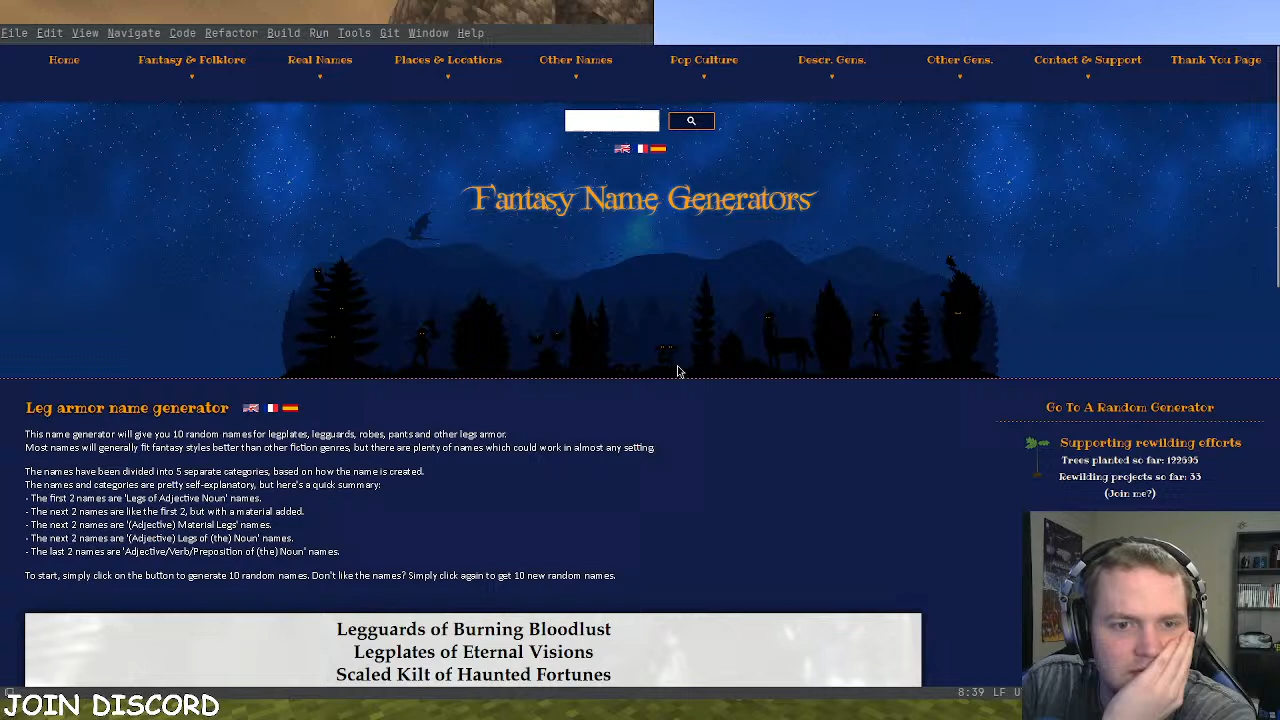 File Edit View Navigate Code Refactor Build Run Tools Git Window Help
Home Fantasy & Folklore Real Names Places & Locations Other Names Pop Culture Descr. Gens. Other Gens. Contact & Support Thank You Page
Fantasy Name Generators
Leg armor name generator
This name generator will give you 10 random names for legplates, legguards, robes, pants and other legs armor.
Most names will generally fit fantasy styles better than other fiction genres, but there are plenty of names which could work in almost any setting.
The names have been divided into 5 separate categories, based on how the name is created.
The names and categories are pretty self-explanatory, but here's a quick summary:
- The first 2 names are 'Legs of Adjective Noun' names.
- The next 2 names are like the first 2, but with a material added.
- The next 2 names are '(Adjective) Material Legs' names.
- The next 2 names are '(Adjective) Legs of (the) Noun' names.
- The last 2 names are 'Adjective/Verb/Preposition of (the) Noun' names.
To start, simply click on the button to generate 10 random names. Don't like the names? Simply click again to get 10 new random names.
Legguards of Burning Bloodlust
Legplates of Eternal Visions
Scaled Kilt of Haunted Fortunes
Go To A Random Generator
Supporting rewilding efforts
Trees planted so far: 122695
Rewilding projects so far: 33
(Join me?)
8:39 LF U
JOIN DISCORD